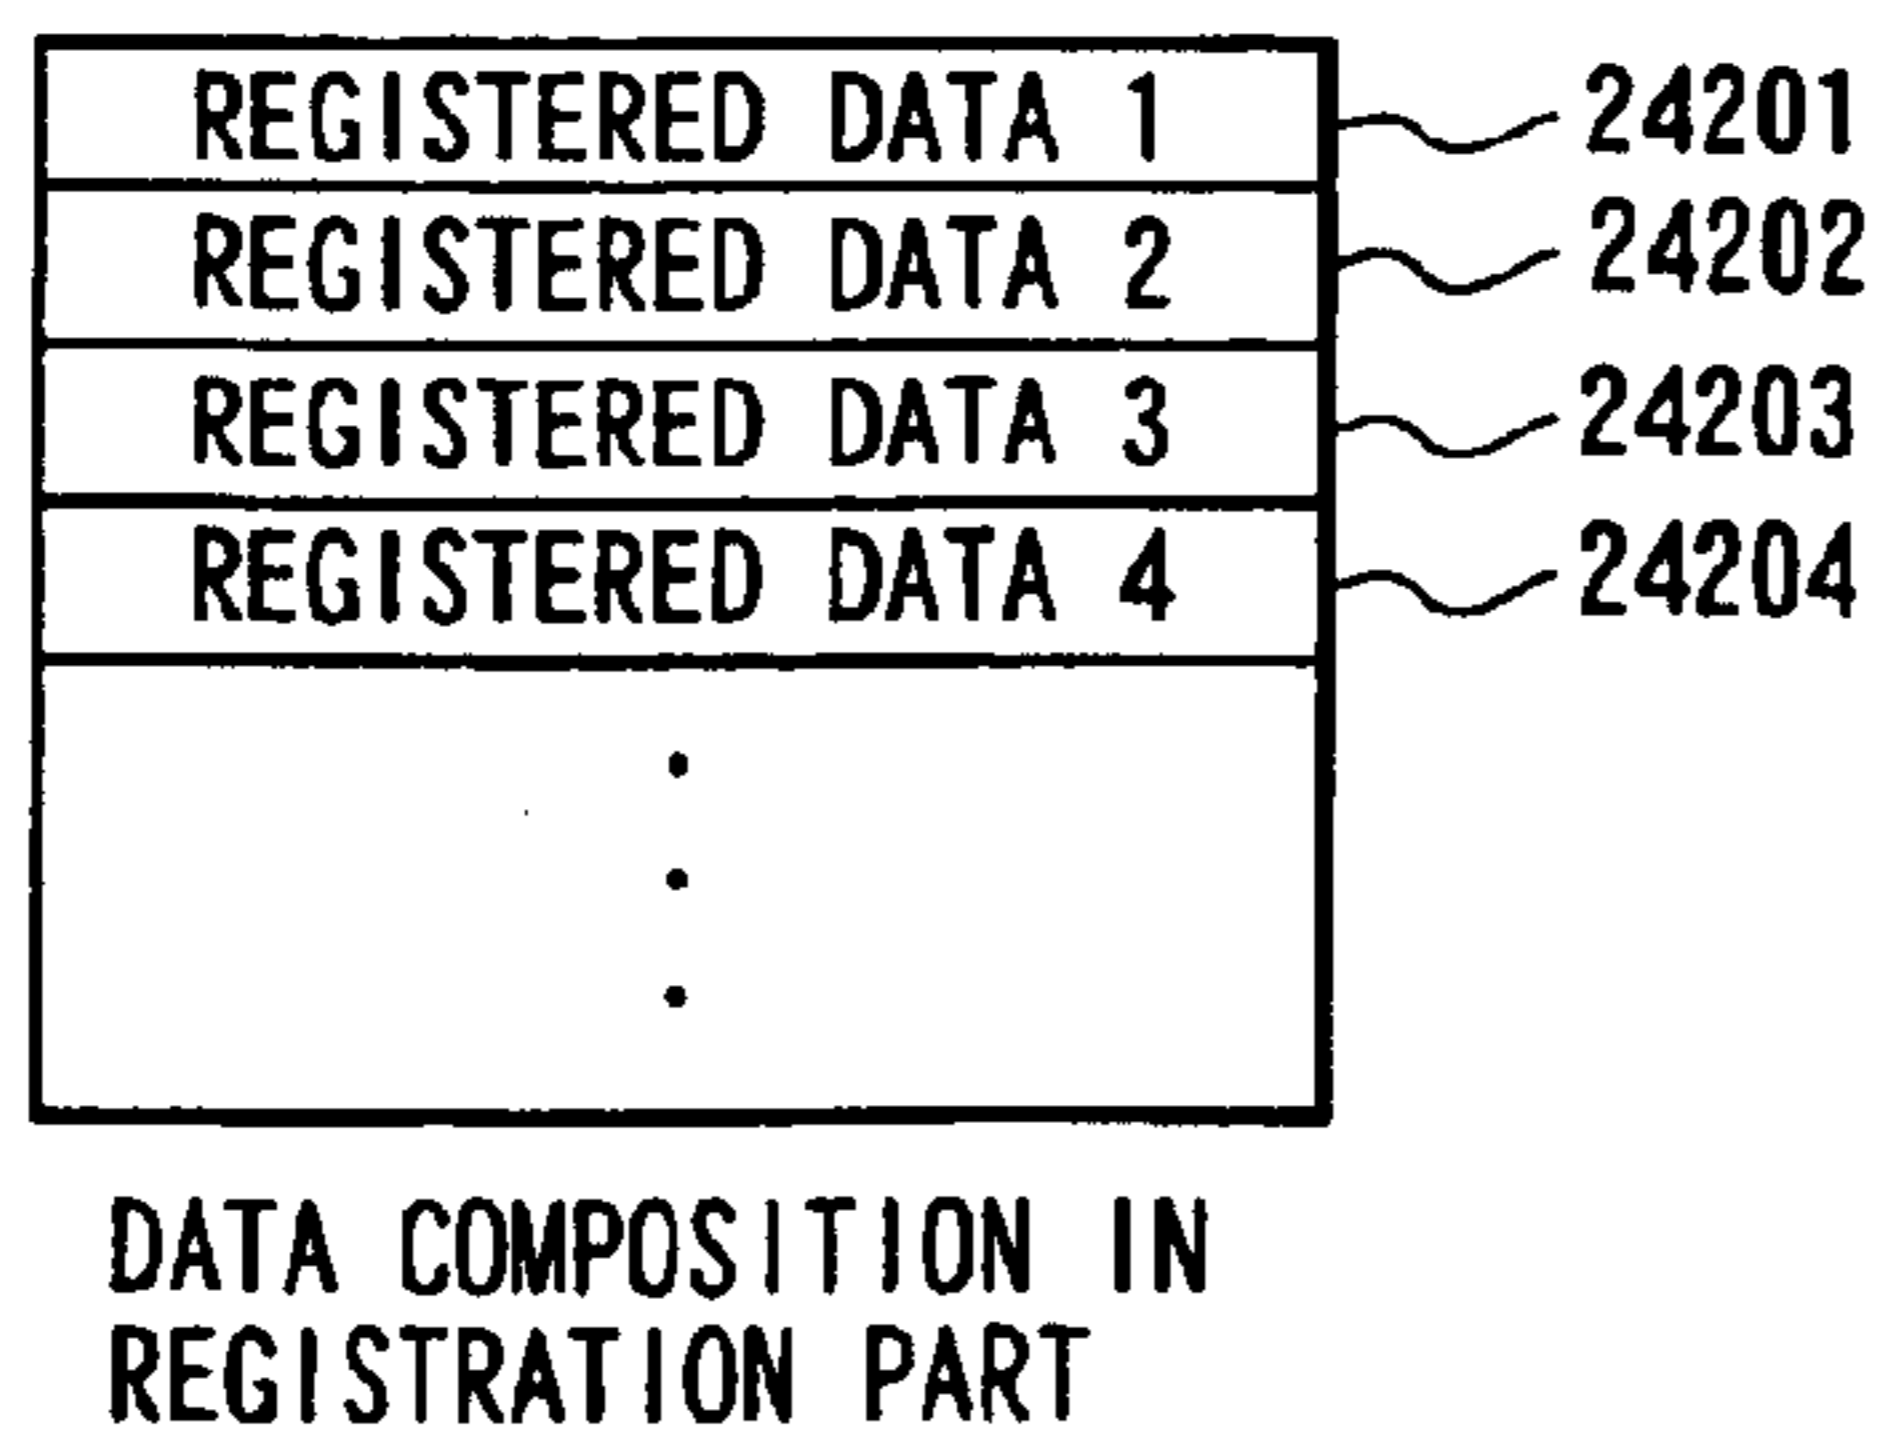 REGISTERED DATA 1 24201
REGISTERED DATA 2 24202
REGISTERED DATA 3 24203
REGISTERED DATA 4 24204
DATA COMPOSITION IN
REGISTRATION PART